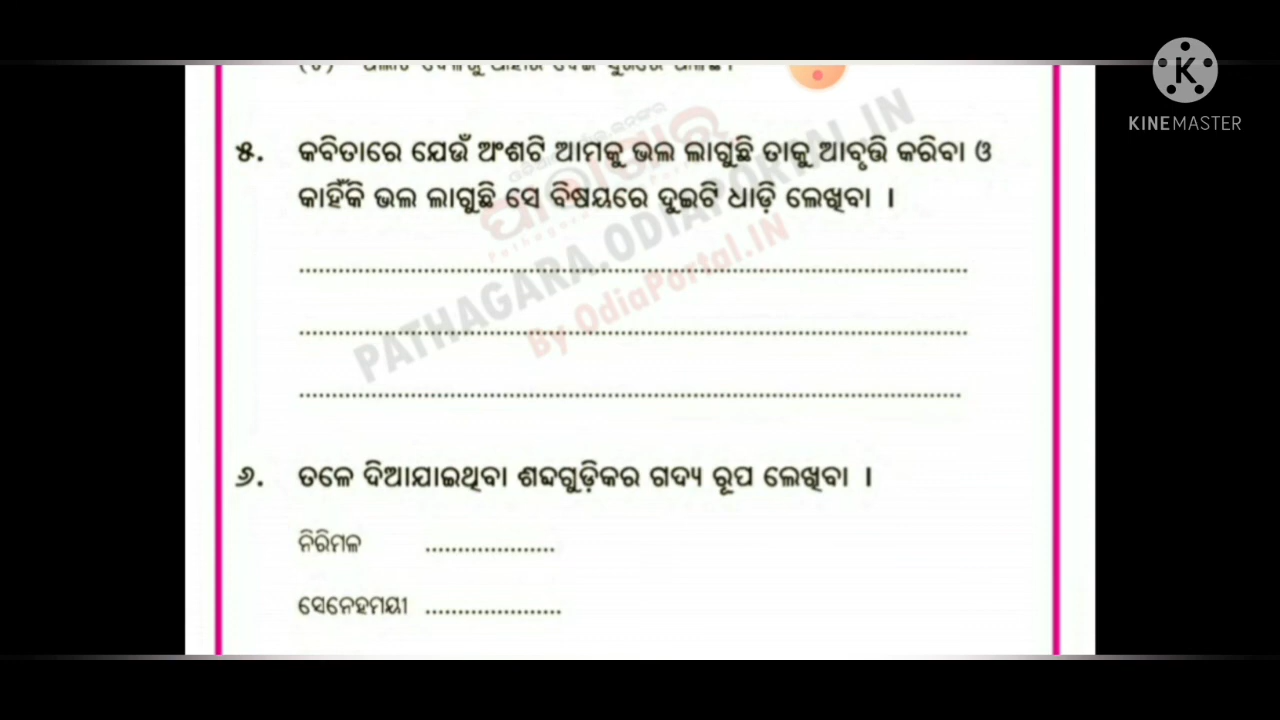 KINEMASTER
୫. କବିତାରେ ଯେଉଁ ଅଂଶଟି ଆମକୁ ଭଲ ଲାଗୁଛି ତାକୁ ଆବୃତ୍ତି କରିବା ଓ
କାହିଁକି ଭଲ ଲାଗୁଛି ସେ ବିଷୟରେ ଦୁଇଟି ଧାଡ଼ି ଲେଖିବା ।
PATHAGARA.ODIAPORTAL.IN
By OdiaPortal.IN
୬. ତଳେ ଦିଆଯାଇଥିବା ଶବ୍ଦଗୁଡ଼ିକର ଗଦ୍ୟ ରୂପ ଲେଖିବା ।
ନିରିମଳ ....................
ସେନେହମୟୀ .....................